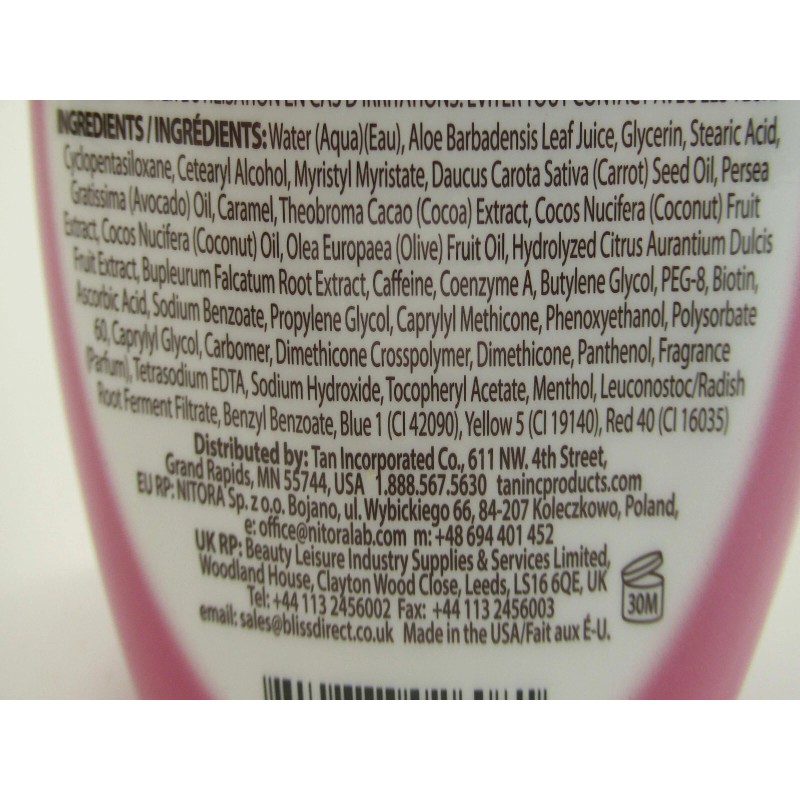 UTILISATION EN CAS D'IRRITATIONS. ÉVITER TOUT CONTACT AVEC LES
INGREDIENTS / INGRÉDIENTS: Water (Aqua)(Eau), Aloe Barbadensis Leaf Juice, Glycerin, Stearic Acid,
Cyclopentasiloxane, Cetearyl Alcohol, Myristyl Myristate, Daucus Carota Sativa (Carrot) Seed Oil, Persea
Gratissima (Avocado) Oil, Caramel, Theobroma Cacao (Cocoa) Extract, Cocos Nucifera (Coconut) Fruit
Extract, Cocos Nucifera (Coconut) Oil, Olea Europaea (Olive) Fruit Oil, Hydrolyzed Citrus Aurantium Dulcis
Fruit Extract, Bupleurum Falcatum Root Extract, Caffeine, Coenzyme A, Butylene Glycol, PEG-8, Biotin,
Ascorbic Acid, Sodium Benzoate, Propylene Glycol, Caprylyl Methicone, Phenoxyethanol, Polysorbate
60, Caprylyl Glycol, Carbomer, Dimethicone Crosspolymer, Dimethicone, Panthenol, Fragrance
(Parfum), Tetrasodium EDTA, Sodium Hydroxide, Tocopheryl Acetate, Menthol, Leuconostoc/Radish
Root Ferment Filtrate, Benzyl Benzoate, Blue 1 (CI 42090), Yellow 5 (CI 19140), Red 40 (CI 16035)
Distributed by: Tan Incorporated Co., 611 NW. 4th Street,
Grand Rapids, MN 55744, USA 1.888.567.5630 tanincproducts.com
EU RP: NITORA Sp. z o.o. Bojano, ul. Wybickiego 66, 84-207 Koleczkowo, Poland,
e: office@nitoralab.com m: +48 694 401 452
UK RP: Beauty Leisure Industry Supplies & Services Limited,
Woodland House, Clayton Wood Close, Leeds, LS16 6QE, UK
Tel: +44 113 2456002 Fax: +44 113 2456003
email: sales@blissdirect.co.uk Made in the USA/Fait aux É-U.
30M